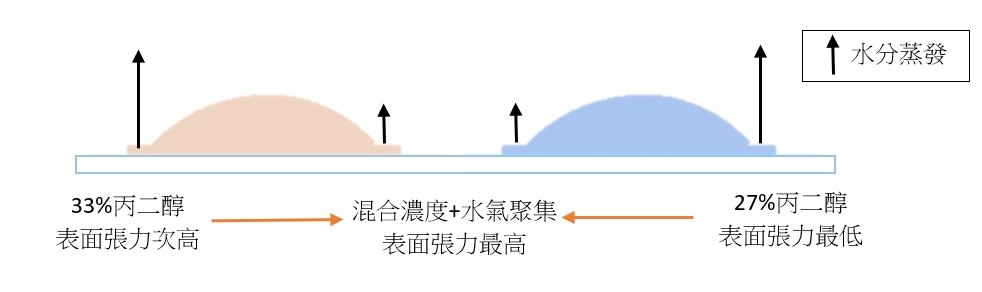 水分蒸發
33%丙二醇
表面張力次高
混合濃度+水氣聚集
表面張力最高
27%丙二醇
表面張力最低